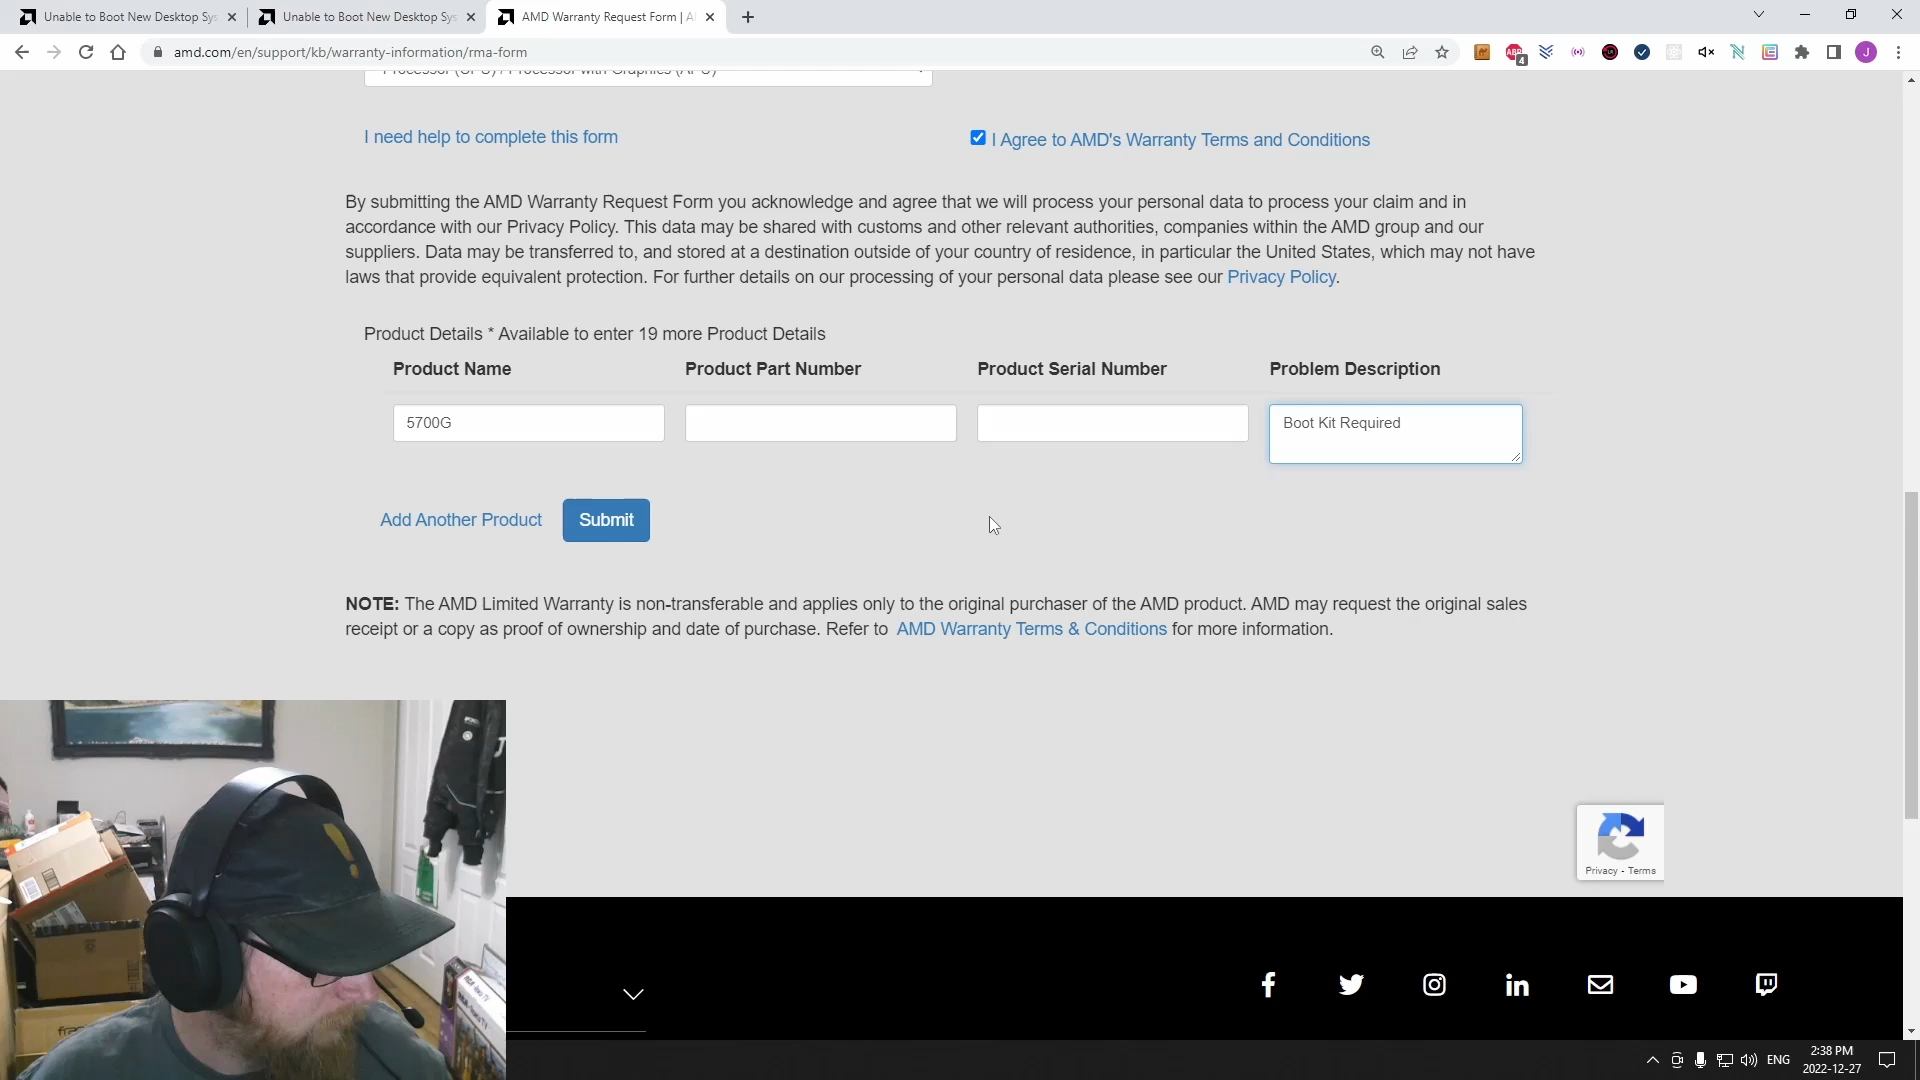 Unable to Boot New Desktop Sys
Unable to Boot New Desktop Sys
AMD Warranty Request Form | A
amd.com/en/support/kb/warranty-information/rma-form
4
J
Processor (CPU) / Processor with Graphics (APU)
I need help to complete this form
I Agree to AMD's Warranty Terms and Conditions
By submitting the AMD Warranty Request Form you acknowledge and agree that we will process your personal data to process your claim and in
accordance with our Privacy Policy. This data may be shared with customs and other relevant authorities, companies within the AMD group and our
suppliers. Data may be transferred to, and stored at a destination outside of your country of residence, in particular the United States, which may not have
laws that provide equivalent protection. For further details on our processing of your personal data please see our Privacy Policy.
Product Details * Available to enter 19 more Product Details
Product Name Product Part Number Product Serial Number Problem Description
5700G
Boot Kit Required
Add Another Product
Submit
NOTE: The AMD Limited Warranty is non-transferable and applies only to the original purchaser of the AMD product. AMD may request the original sales
receipt or a copy as proof of ownership and date of purchase. Refer to AMD Warranty Terms & Conditions for more information.
Privacy - Terms
ENG
2:38 PM
2022-12-27